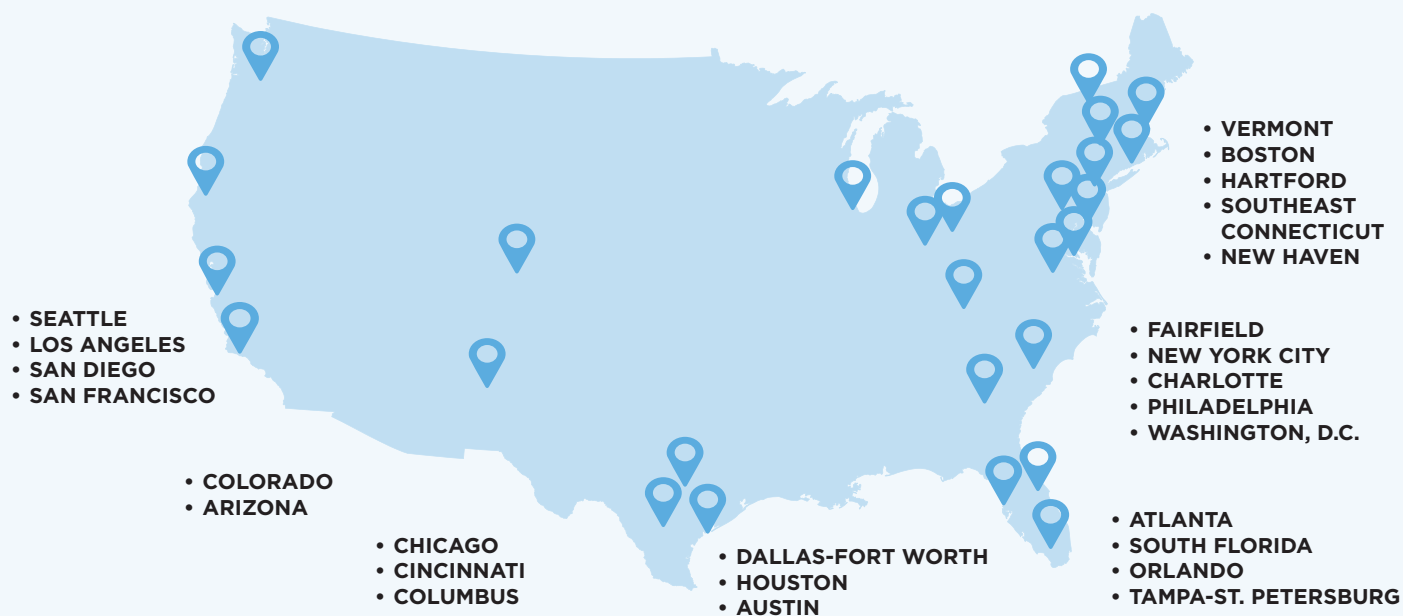 • VERMONT
• BOSTON
• HARTFORD
• SOUTHEAST
CONNECTICUT
• NEW HAVEN
• SEATTLE
• LOS ANGELES
• SAN DIEGO
• SAN FRANCISCO
• FAIRFIELD
• NEW YORK CITY
• CHARLOTTE
• PHILADELPHIA
• WASHINGTON, D.C.
• COLORADO
• ARIZONA
• CHICAGO
• CINCINNATI
• COLUMBUS
• DALLAS-FORT WORTH
• HOUSTON
• AUSTIN
• ATLANTA
• SOUTH FLORIDA
• ORLANDO
• TAMPA-ST. PETERSBURG